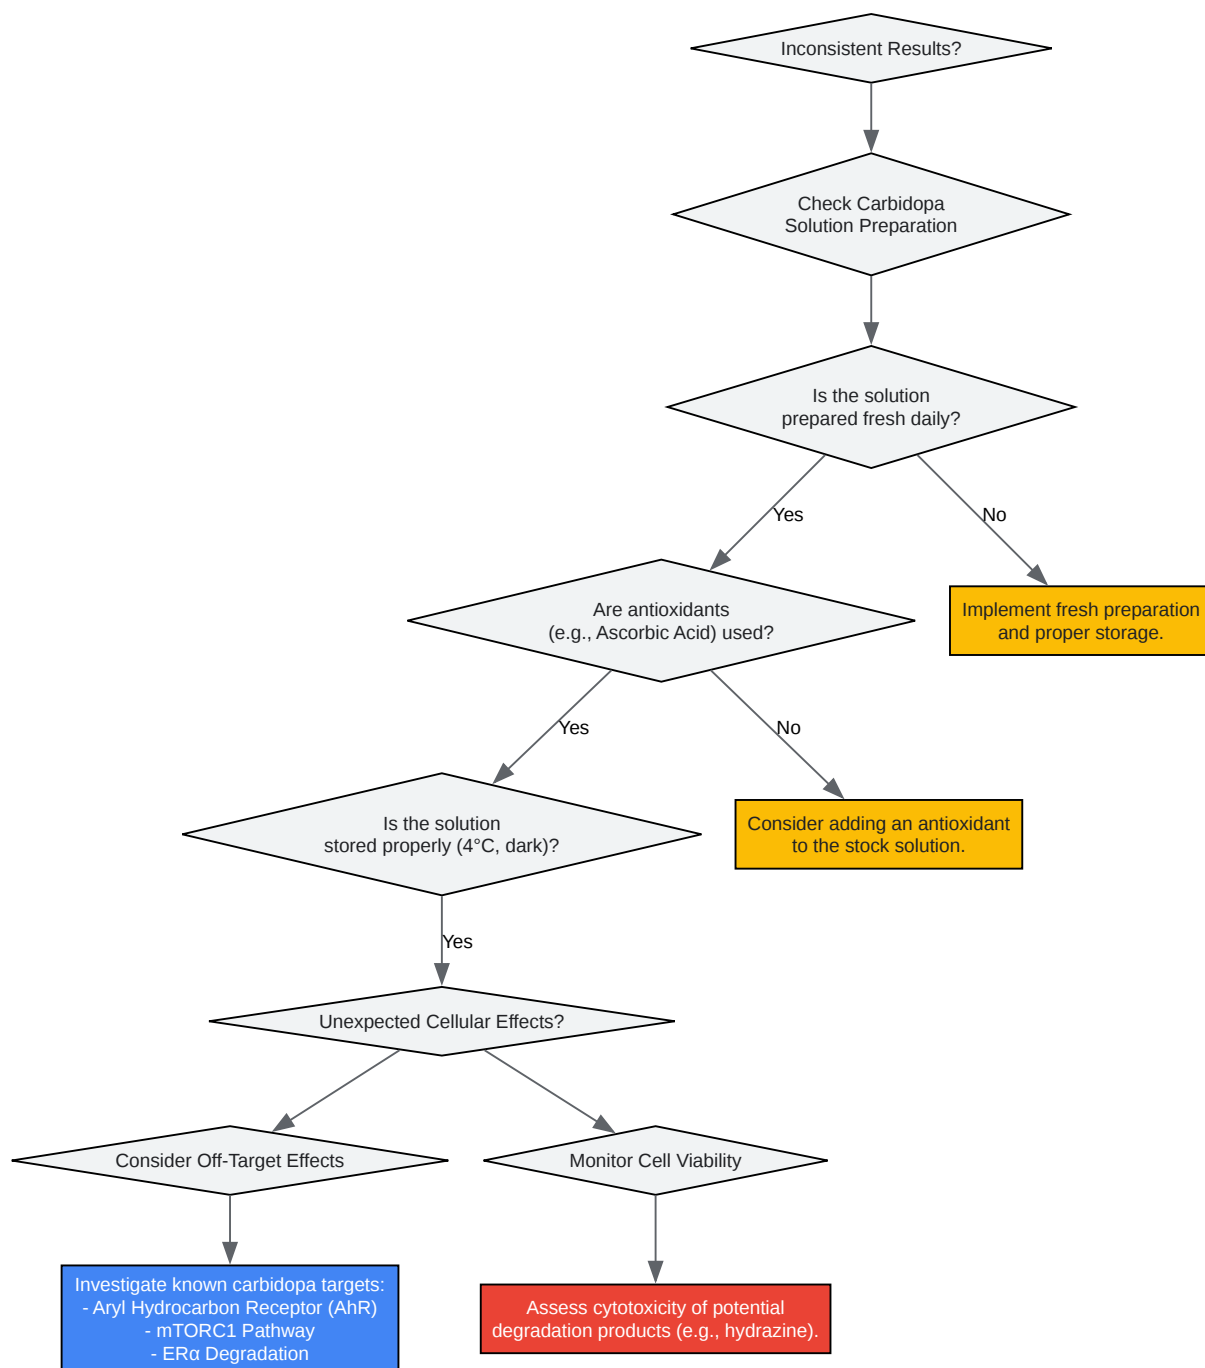 Inconsistent Results?
Check Carbidopa
Solution Preparation
Is the solution
prepared fresh daily?
Yes
No
Are antioxidants
(e.g., Ascorbic Acid) used?
Implement fresh preparation
and proper storage.
Yes
No
Is the solution
stored properly (4°C, dark)?
Consider adding an antioxidant
to the stock solution.
Yes
Unexpected Cellular Effects?
Consider Off-Target Effects
Monitor Cell Viability
Investigate known carbidopa targets:
- Aryl Hydrocarbon Receptor (AhR)
- mTORC1 Pathway
- ERα Degradation
Assess cytotoxicity of potential
degradation products (e.g., hydrazine).